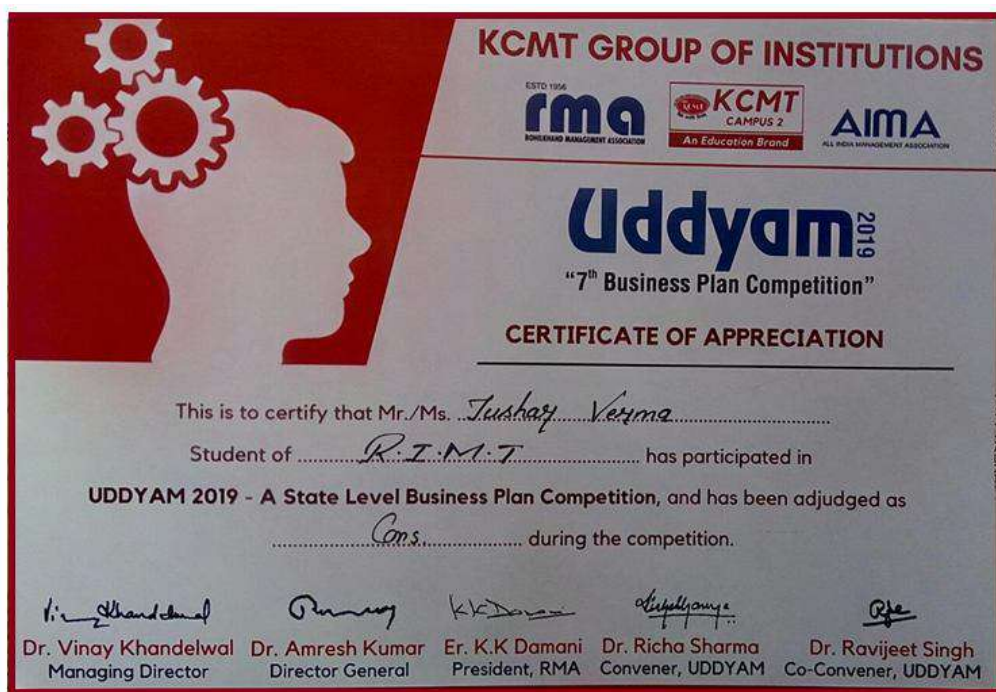 KCMT GROUP OF INSTITUTIONS
ESTD 1956
rma
ROHILKHAND MANAGEMENT ASSOCIATION
KCMT
CAMPUS 2
An Education Brand
AIMA
ALL INDIA MANAGEMENT ASSOCIATION
Uddyam 2019
“7th Business Plan Competition”
CERTIFICATE OF APPRECIATION
This is to certify that Mr./Ms. Tushar Verma
Student of R.I.M.T has participated in
UDDYAM 2019 - A State Level Business Plan Competition, and has been adjudged as
Cons. during the competition.
Dr. Vinay Khandelwal Dr. Amresh Kumar Er. K.K Damani Dr. Richa Sharma Dr. Ravijeet Singh
Managing Director Director General President, RMA Convener, UDDYAM Co-Convener, UDDYAM